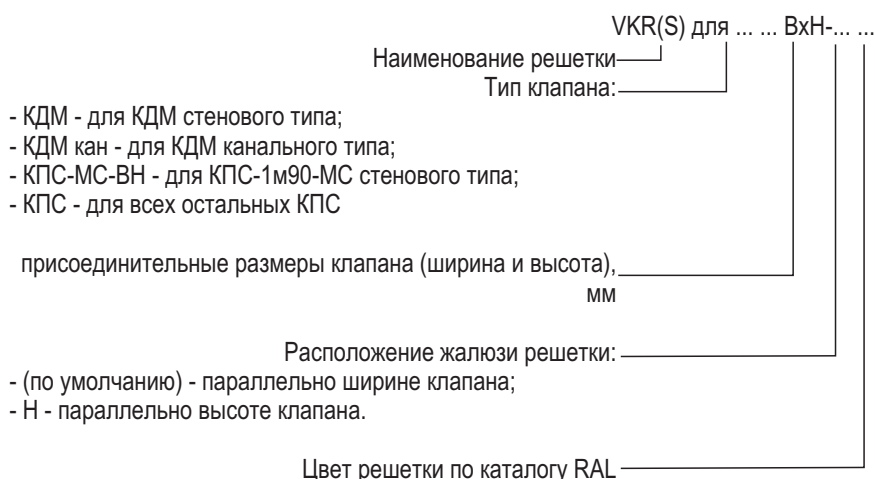 VKR(S) для ... ... ВхН-... ...
Наименование решетки
Тип клапана:
- КДМ - для КДМ стенового типа;
- КДМ кан - для КДМ канального типа;
- КПС-МС-ВН - для КПС-1м90-МС стенового типа;
- КПС - для всех остальных КПС
присоединительные размеры клапана (ширина и высота),
мм
Расположение жалюзи решетки:
- (по умолчанию) - параллельно ширине клапана;
- Н - параллельно высоте клапана.
Цвет решетки по каталогу RAL